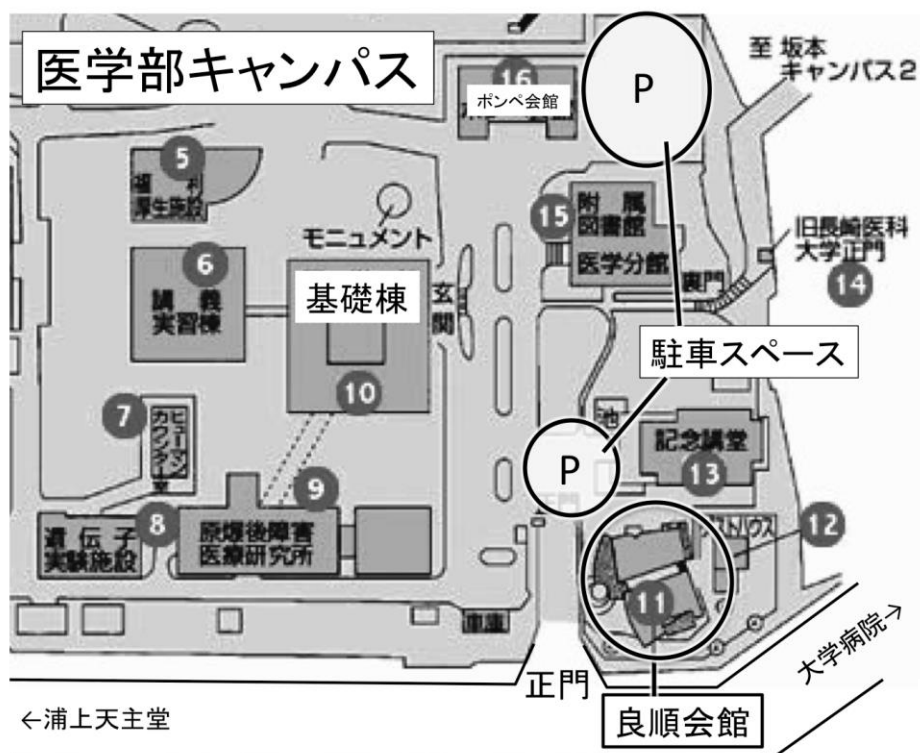 医学部キャンパス
16
ポンペ会館
P
至 坂本
キャンパス2
5
福利
厚生施設
モニュメント
15
附属
図書館
医学分館
裏門
旧長崎医科
大学正門
14
6
講義
実習棟
基礎棟
玄関
10
駐車スペース
7
ヒューマン
カウンター室
池
記念講堂
13
P
正門
9
8
遺伝子
実験施設
原爆後障害
医療研究所
12
11
車庫
大学病院→
正門
←浦上天主堂
良順会館